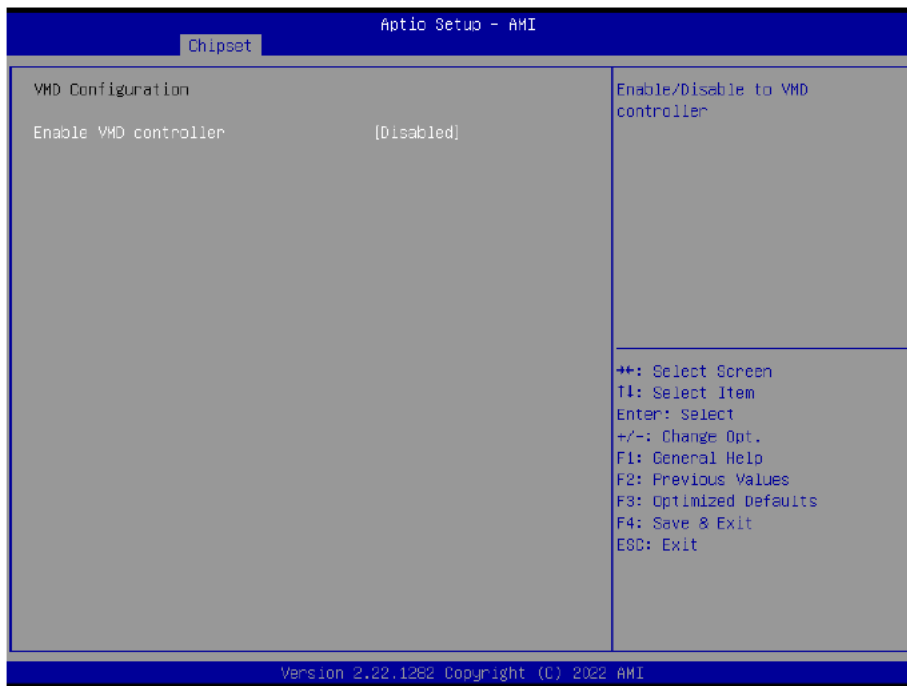 Aptio Setup - AMI
Chipset
VMD Configuration
Enable VMD controller [Disabled]
Enable/Disable to VMD
controller
→←: Select Screen
↑↓: Select Item
Enter: Select
+/-: Change Opt.
F1: General Help
F2: Previous Values
F3: Optimized Defaults
F4: Save & Exit
ESC: Exit
Version 2.22.1282 Copyright (C) 2022 AMI